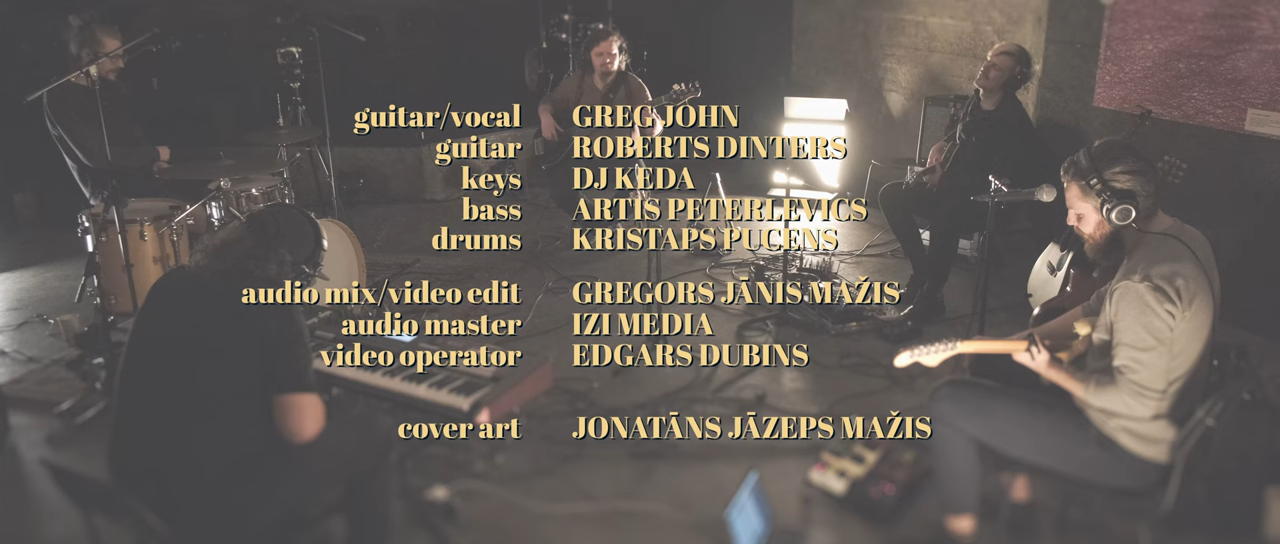 guitar/vocal GREG JOHN
guitar ROBERTS DINTERS
keys DJ KEDA
bass ARTIS PETERLEVICS
drums KRISTAPS PUCENS
audio mix/video edit GREGORS JĀNIS MAŽIS
audio master IZI MEDIA
video operator EDGARS DUBINS
cover art JONATĀNS JĀZEPS MAŽIS